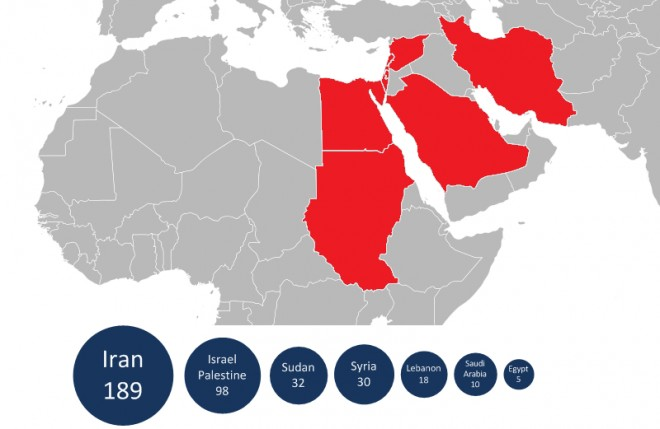 Iran
189
Israel
Palestine
98
Sudan
32
Syria
30
Lebanon
18
Saudi
Arabia
10
Egypt
5